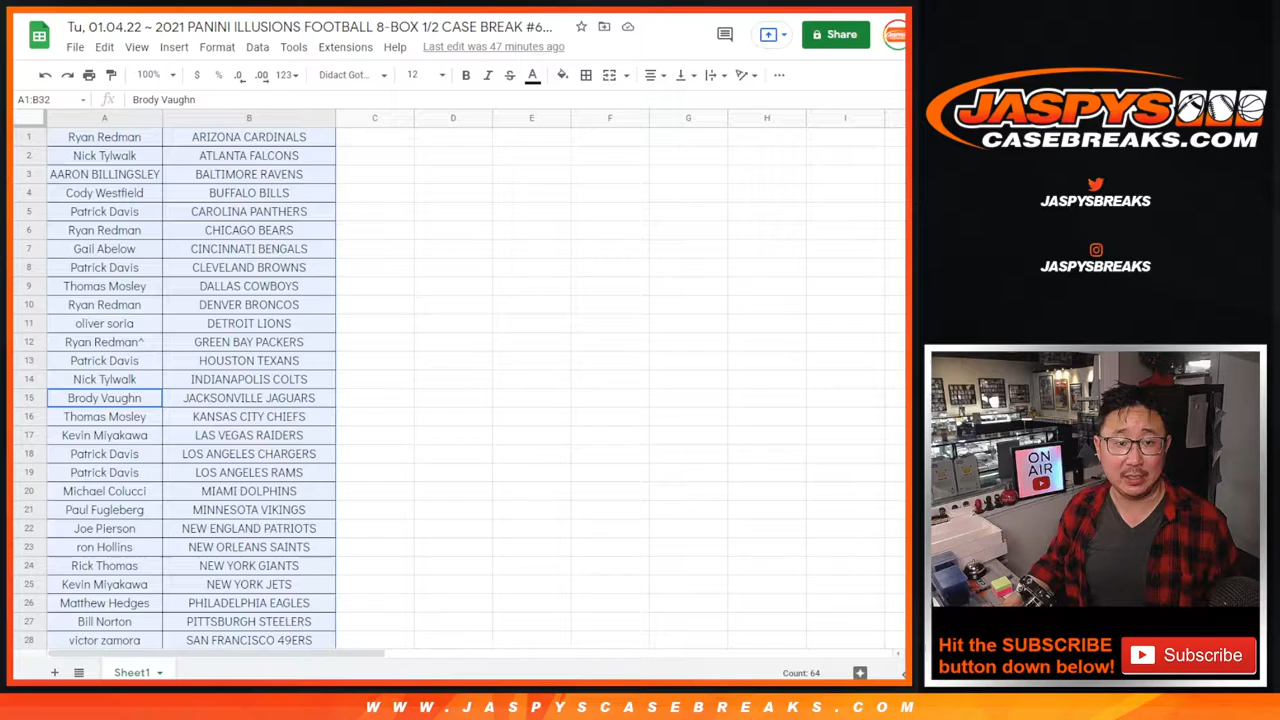 Tu, 01.04.22 ~ 2021 PANINI ILLUSIONS FOOTBALL 8-BOX 1/2 CASE BREAK #6...
File Edit View Insert Format Data Tools Extensions Help Last edit was 47 minutes ago
Share
100% $ % .0 .00 123 Didact Got... 12 B I S A
A1:B32 fx Brody Vaughn
A B C D E F G H I
1 Ryan Redman ARIZONA CARDINALS
2 Nick Tylwalk ATLANTA FALCONS
3 AARON BILLINGSLEY BALTIMORE RAVENS
4 Cody Westfield BUFFALO BILLS
5 Patrick Davis CAROLINA PANTHERS
6 Ryan Redman CHICAGO BEARS
7 Gail Abelow CINCINNATI BENGALS
8 Patrick Davis CLEVELAND BROWNS
9 Thomas Mosley DALLAS COWBOYS
10 Ryan Redman DENVER BRONCOS
11 oliver soria DETROIT LIONS
12 Ryan Redman^ GREEN BAY PACKERS
13 Patrick Davis HOUSTON TEXANS
14 Nick Tylwalk INDIANAPOLIS COLTS
15 Brody Vaughn JACKSONVILLE JAGUARS
16 Thomas Mosley KANSAS CITY CHIEFS
17 Kevin Miyakawa LAS VEGAS RAIDERS
18 Patrick Davis LOS ANGELES CHARGERS
19 Patrick Davis LOS ANGELES RAMS
20 Michael Colucci MIAMI DOLPHINS
21 Paul Fugleberg MINNESOTA VIKINGS
22 Joe Pierson NEW ENGLAND PATRIOTS
23 ron Hollins NEW ORLEANS SAINTS
24 Rick Thomas NEW YORK GIANTS
25 Kevin Miyakawa NEW YORK JETS
26 Matthew Hedges PHILADELPHIA EAGLES
27 Bill Norton PITTSBURGH STEELERS
28 victor zamora SAN FRANCISCO 49ERS
Sheet1
Count: 64
JASPYS
CASEBREAKS.COM
JASPYSBREAKS
JASPYSBREAKS
ON
AIR
Hit the SUBSCRIBE
button down below!
Subscribe
WWW.JASPYSCASEBREAKS.COM